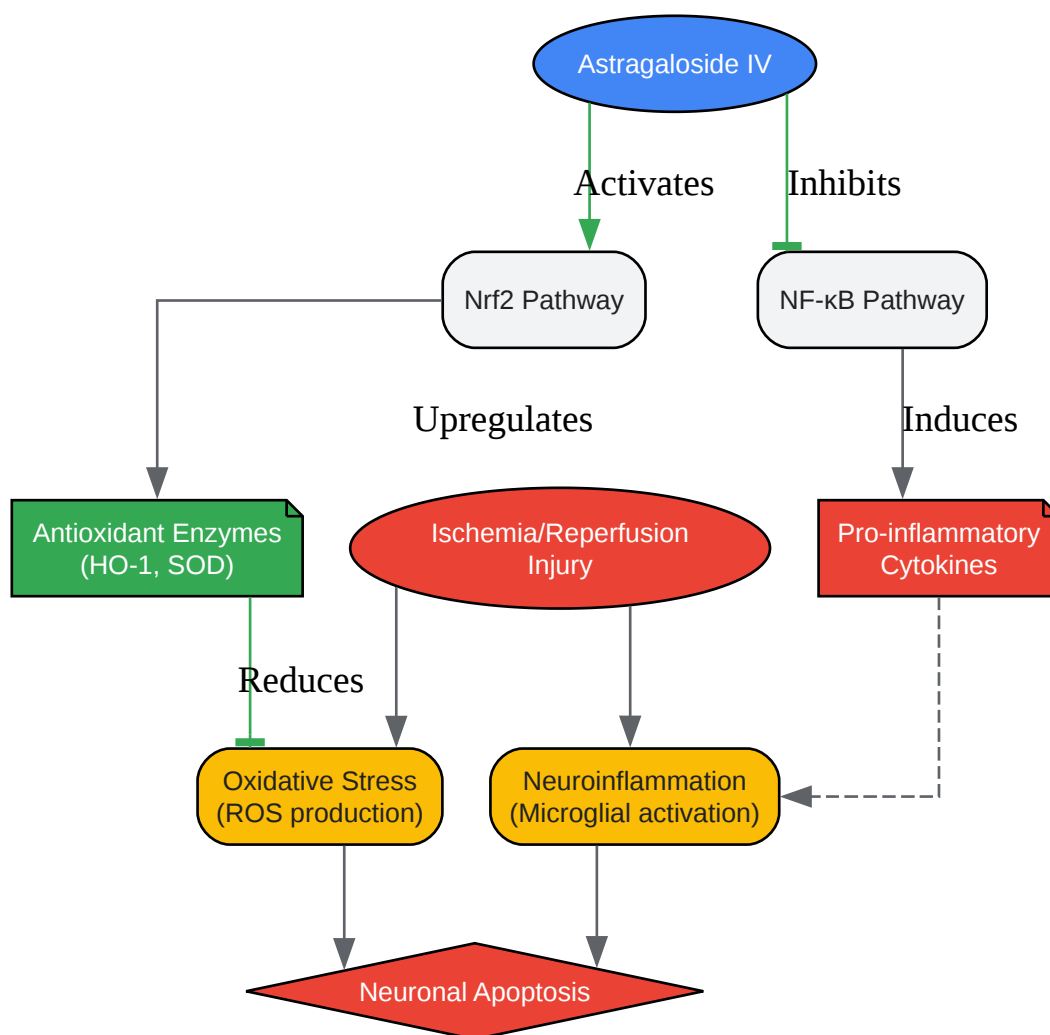 Astragaloside IV
Activates
Inhibits
Nrf2 Pathway
NF-κB Pathway
Upregulates
Induces
Antioxidant Enzymes
(HO-1, SOD)
Ischemia/Reperfusion
Injury
Pro-inflammatory
Cytokines
Reduces
Oxidative Stress
(ROS production)
Neuroinflammation
(Microglial activation)
Neuronal Apoptosis